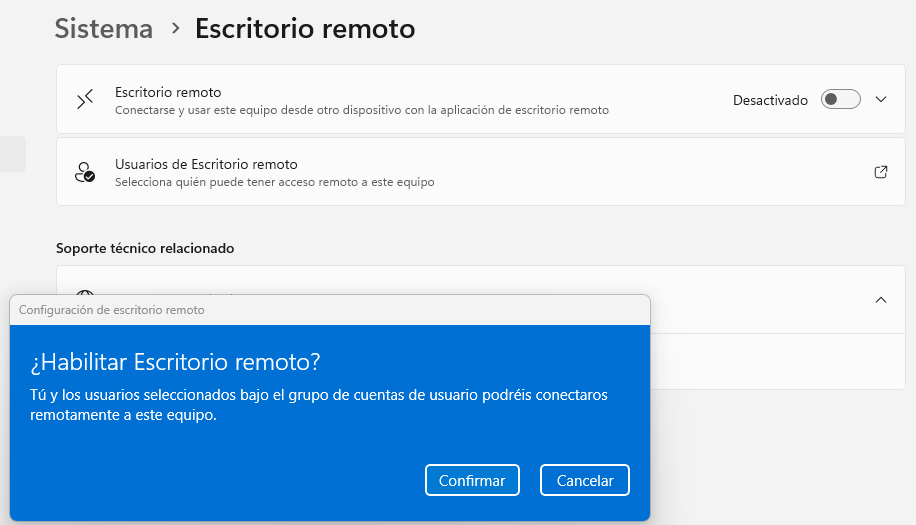 Sistema > Escritorio remoto
Escritorio remoto
Conectarse y usar este equipo desde otro dispositivo con la aplicación de escritorio remoto
Desactivado
Usuarios de Escritorio remoto
Selecciona quién puede tener acceso remoto a este equipo
Soporte técnico relacionado
Configuración de escritorio remoto
¿Habilitar Escritorio remoto?
Tú y los usuarios seleccionados bajo el grupo de cuentas de usuario podréis conectaros
remotamente a este equipo.
Confirmar
Cancelar